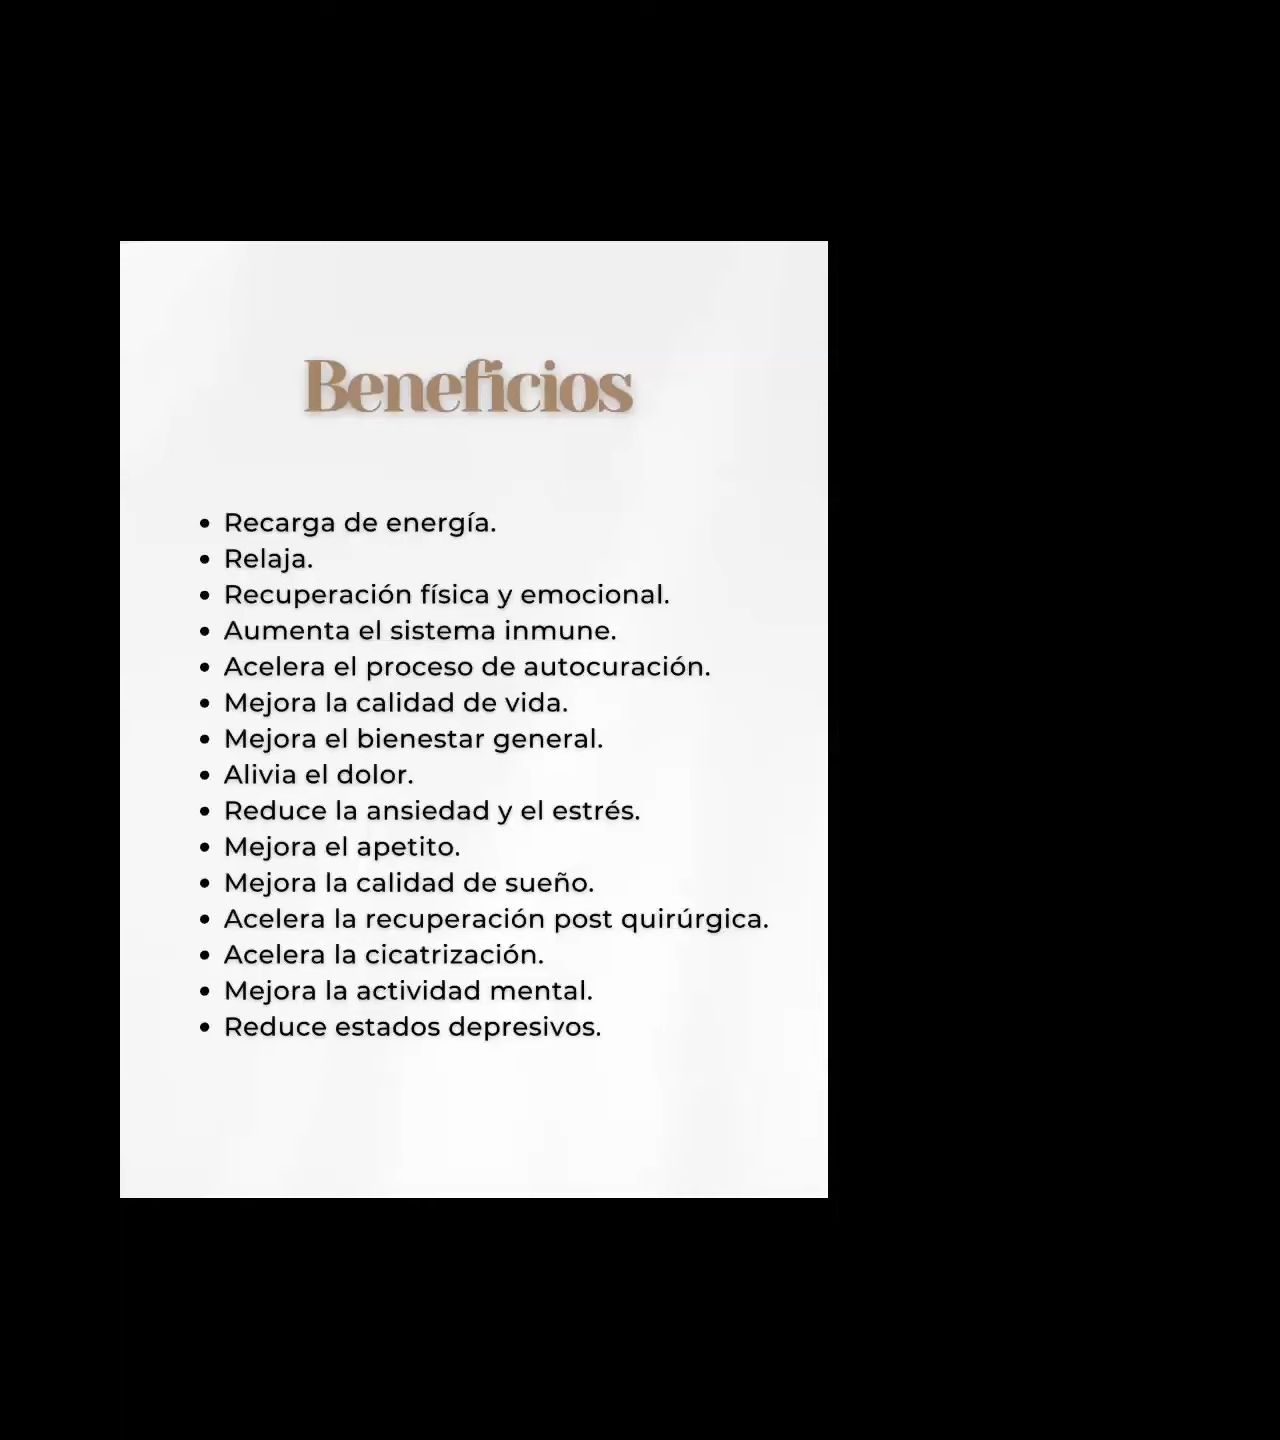 Beneficios
• Recarga de energía.
• Relaja.
• Recuperación física y emocional.
• Aumenta el sistema inmune.
• Acelera el proceso de autocuración.
• Mejora la calidad de vida.
• Mejora el bienestar general.
• Alivia el dolor.
• Reduce la ansiedad y el estrés.
• Mejora el apetito.
• Mejora la calidad de sueño.
• Acelera la recuperación post quirúrgica.
• Acelera la cicatrización.
• Mejora la actividad mental.
• Reduce estados depresivos.